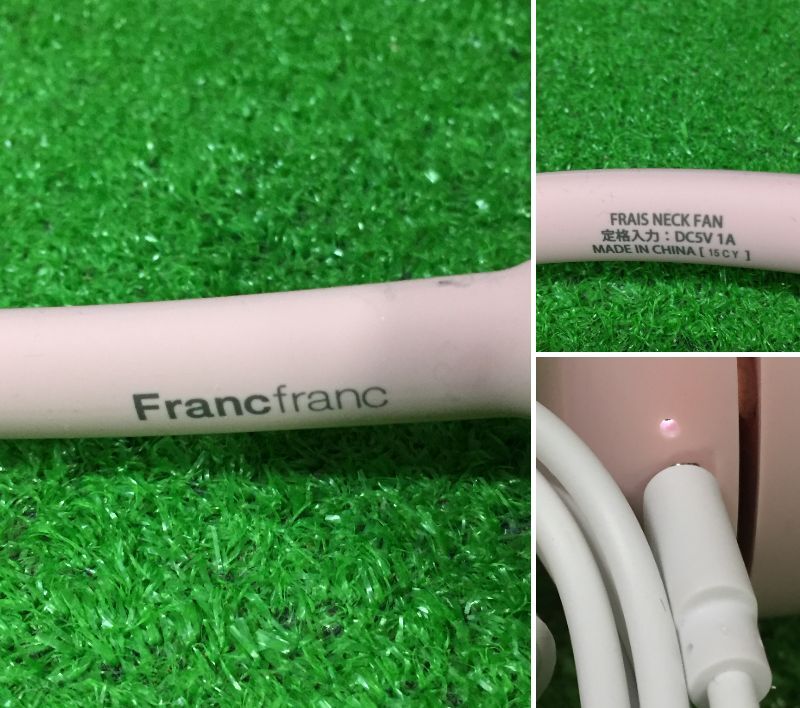 Francfranc
FRAIS NECK FAN
定格入力：DC5V 1A
MADE IN CHINA [ 15CY ]